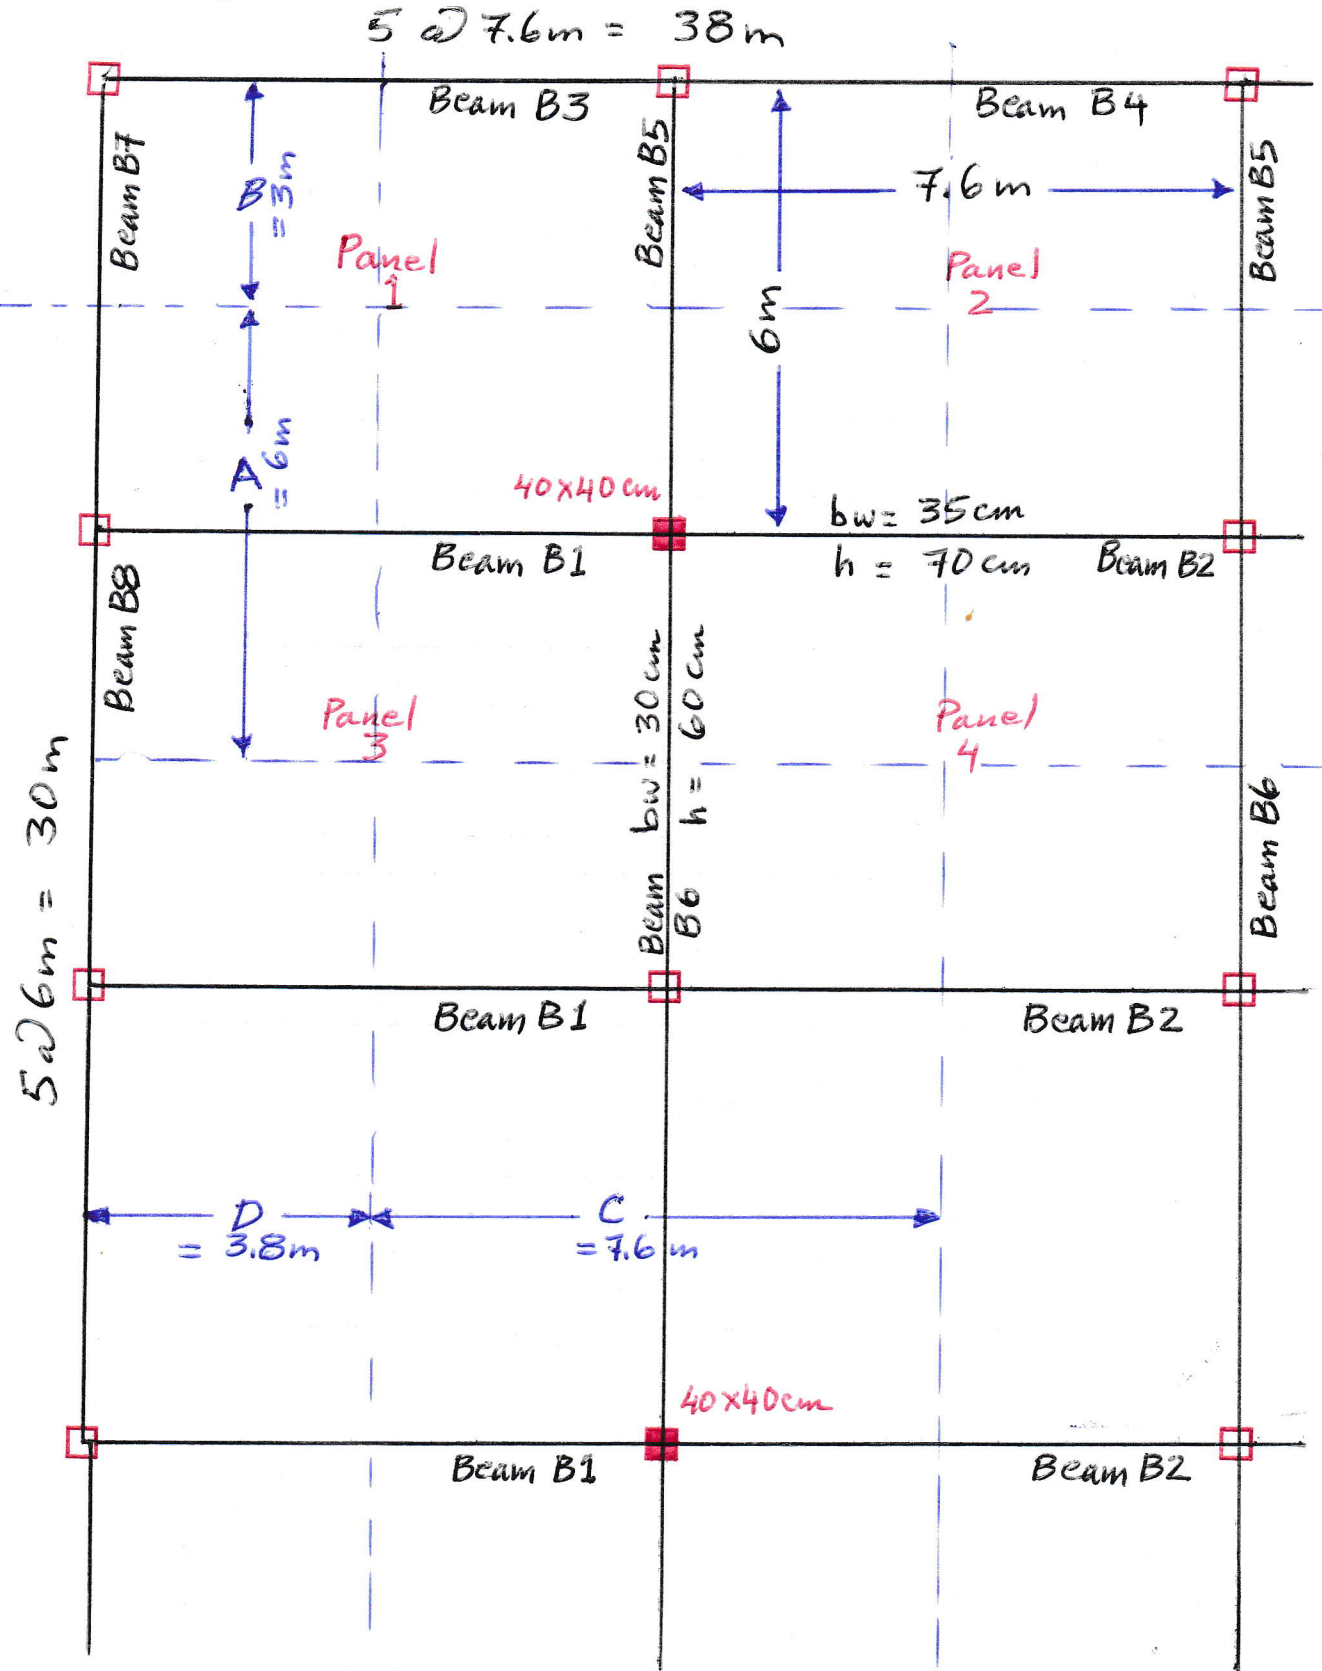 5 @ 7.6m = 38m
Beam B3
Beam B4
Beam B7
B
= 3m
Beam B5
7.6m
Beam B5
Panel
1
Panel
2
6m
A
= 6m
40x40cm
bw= 35cm
Beam B1
h = 70cm
Beam B2
Beam B8
Panel
3
Beam bw= 30cm
B6 h= 60cm
Panel
4
5@6m = 30m
Beam B6
Beam B1
Beam B2
D
= 3.8m
C
=7.6m
40x40cm
Beam B1
Beam B2